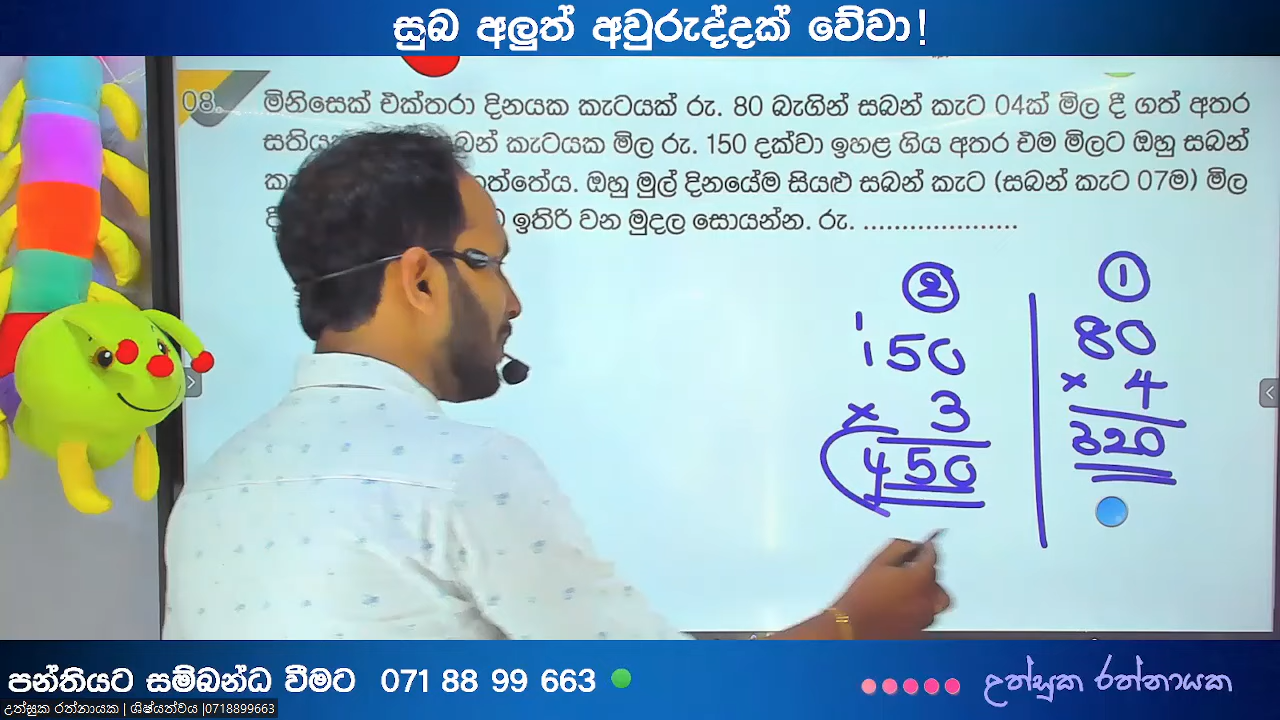 සුබ අලුත් අවුරුද්දක් වේවා!
08. මිනිසෙක් එක්තරා දිනයක කැටයක් රු. 80 බැගින් සබන් කැට 04ක් මිල දී ගත් අතර
කැටයක මිල රු. 150 දක්වා ඉහළ ගිය අතර එම මිලට ඔහු සබන්
ඔහු මුල් දිනයේම සියළු සබන් කැට (සබන් කැට 07ම) මිල
ඉතිරි වන මුදල සොයන්න. රු. ....................
② ①
150 80
× 3 × 4
450 320
පන්තියට සම්බන්ධ වීමට 071 88 99 663
උත්සුක රත්නායක
උත්සුක රත්නායක | ශිෂ්‍යත්වය |0718899663